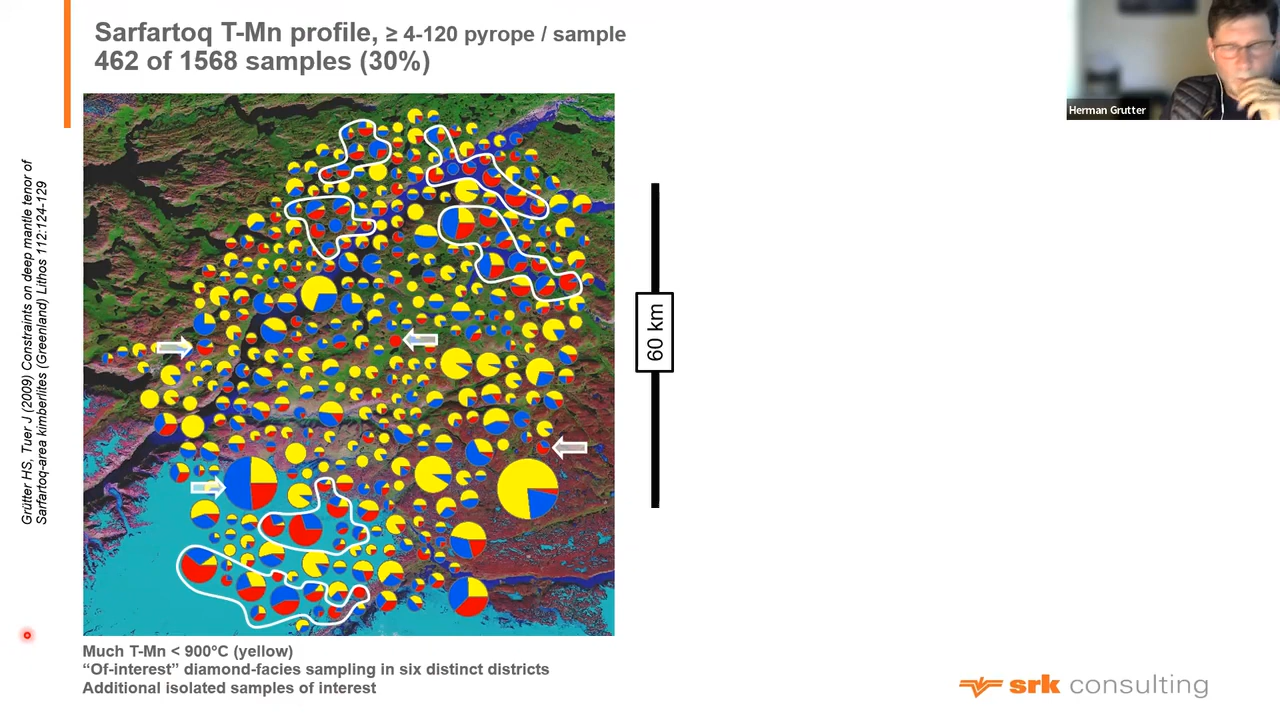 Sarfartoq T-Mn profile, ≥ 4-120 pyrope / sample
462 of 1568 samples (30%)
Herman Grutter
Grütter HS, Tuer J (2009) Constraints on deep mantle tenor of
Sarfartoq-area kimberlites (Greenland) Lithos 112:124-129
60 km
Much T-Mn < 900°C (yellow)
“Of-interest” diamond-facies sampling in six distinct districts
Additional isolated samples of interest
srk consulting